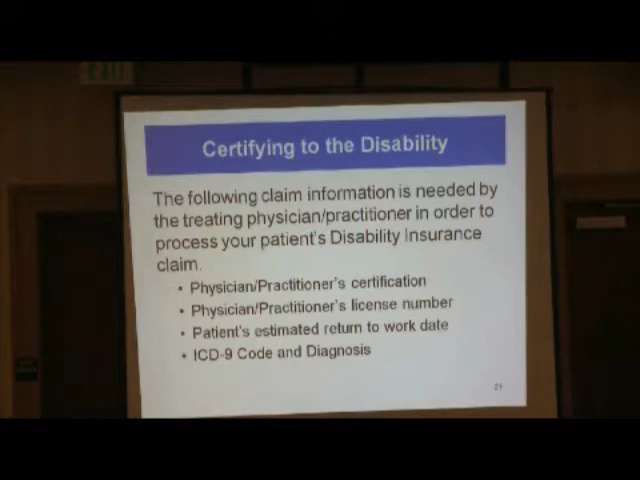 EXIT
Certifying to the Disability
The following claim information is needed by
the treating physician/practitioner in order to
process your patient's Disability Insurance
claim.
• Physician/Practitioner's certification
• Physician/Practitioner's license number
• Patient's estimated return to work date
• ICD-9 Code and Diagnosis
21